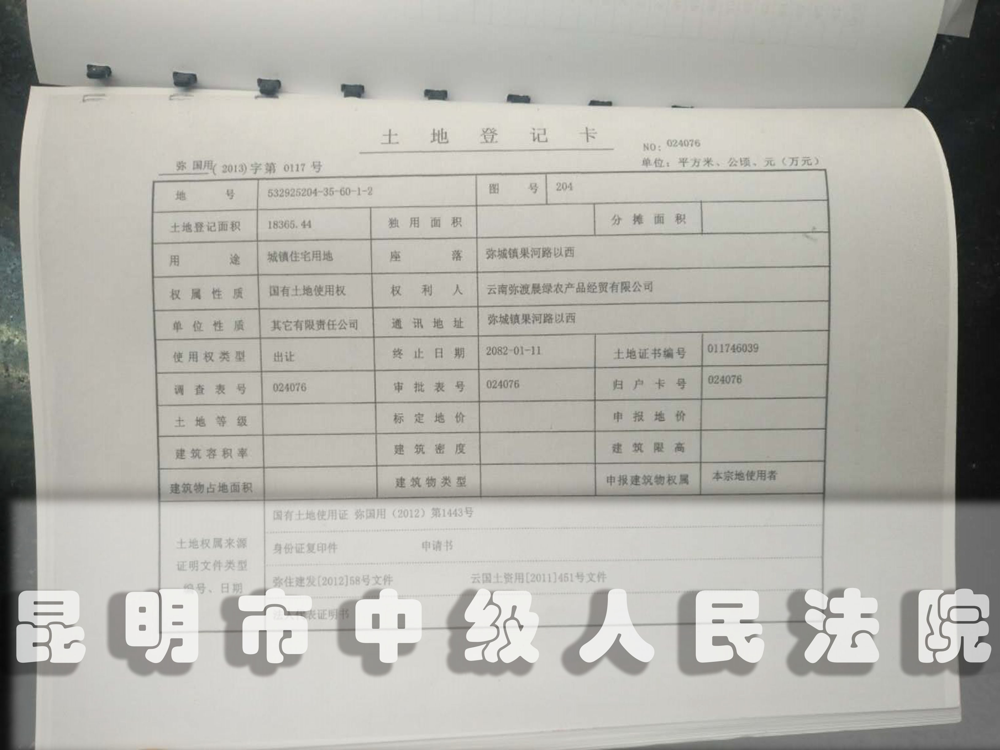 土地登记卡
NO: 024076
弥 国用(2013)字第 0117 号
单位：平方米、公顷、元（万元）
地号 532925204-35-60-1-2 图号 204
土地登记面积 18365.44 独用面积 分摊面积
用途 城镇住宅用地 座落 弥城镇果河路以西
权属性质 国有土地使用权 权利人 云南弥渡晨绿农产品经贸有限公司
单位性质 其它有限责任公司 通讯地址 弥城镇果河路以西
使用权类型 出让 终止日期 2082-01-11 土地证书编号 011746039
调查表号 024076 审批表号 024076 归户卡号 024076
土地等级 标定地价 申报地价
建筑容积率 建筑密度 建筑限高
建筑物占地面积 建筑物类型 申报建筑物权属 本宗地使用者
国有土地使用证 弥国用（2012）第1443号
土地权属来源
身份证复印件 申请书
证明文件类型
弥住建发[2012]58号文件 云国土资用[2011]451号文件
编号、日期
法人代表证明书
昆明市中级人民法院